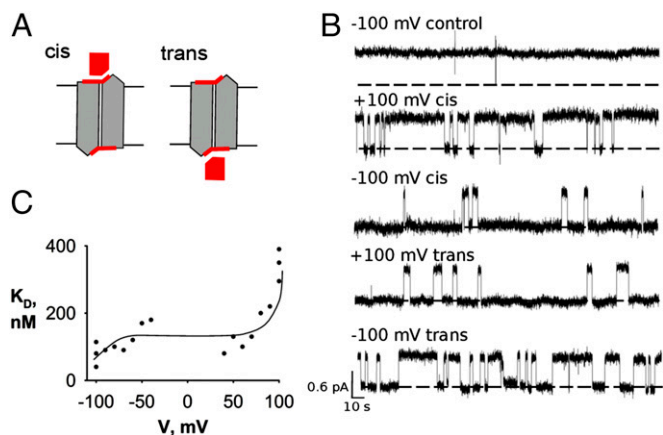 A
cis
trans
B
-100 mV control
+100 mV cis
-100 mV cis
+100 mV trans
-100 mV trans
0.6 pA
10 s
C
400
K_D,
nM
200
0
-100
-50
0
50
100
V, mV